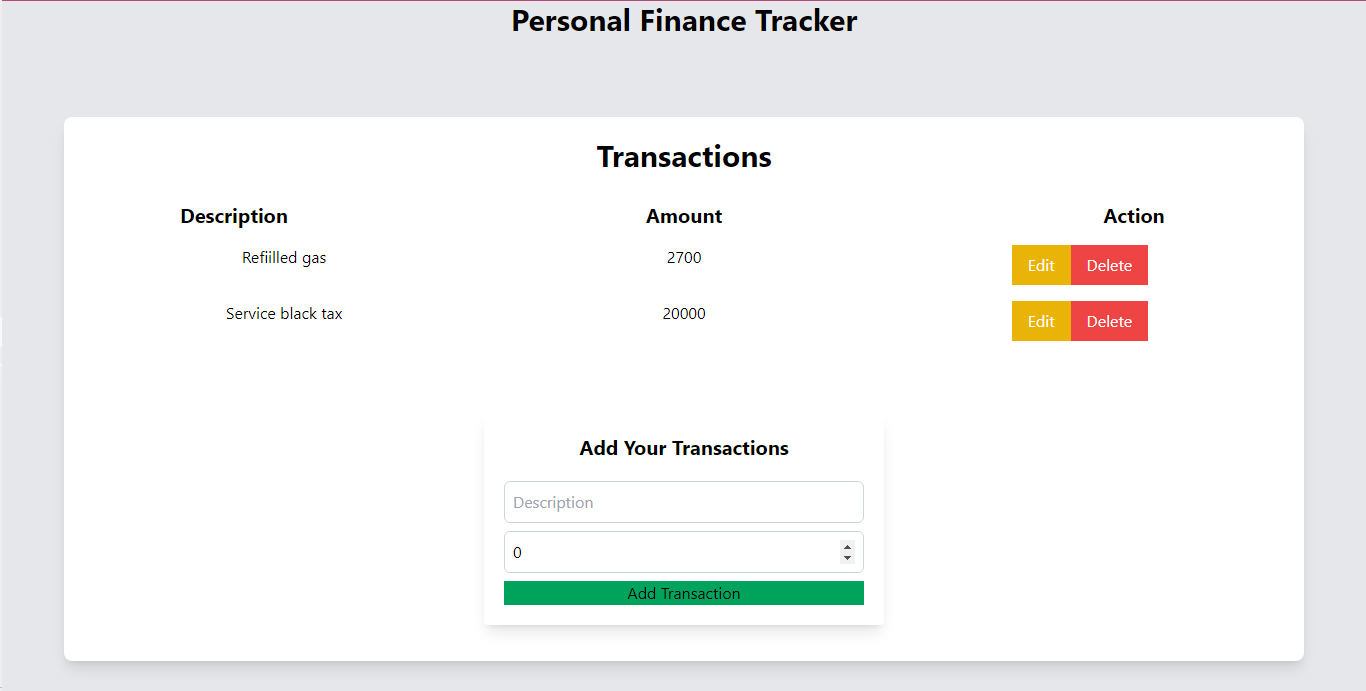 Personal Finance Tracker
Transactions
Description Amount Action
Refiilled gas 2700 Edit Delete
Service black tax 20000 Edit Delete
Add Your Transactions
Description
0
Add Transaction